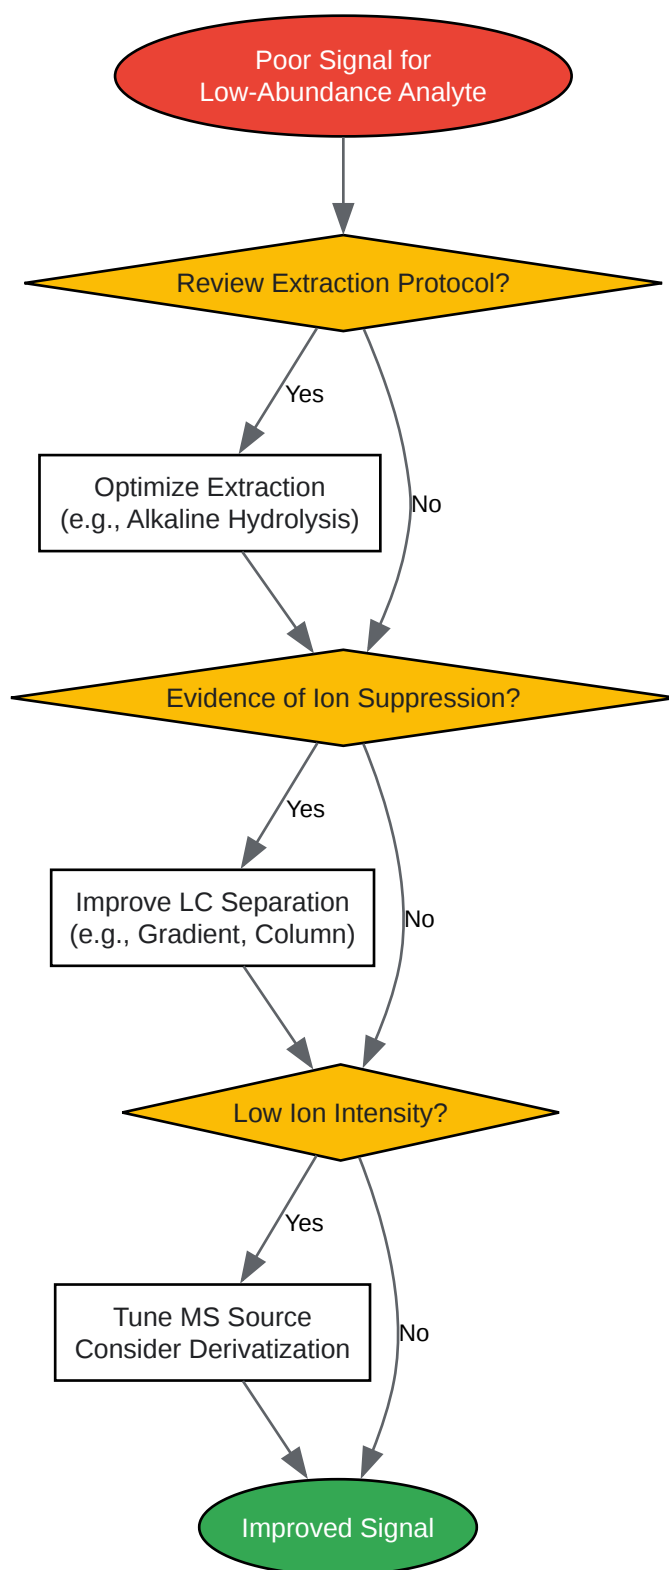 Poor Signal for
Low-Abundance Analyte
Review Extraction Protocol?
Yes
Optimize Extraction
(e.g., Alkaline Hydrolysis)
No
Evidence of Ion Suppression?
Yes
Improve LC Separation
(e.g., Gradient, Column)
No
Low Ion Intensity?
Yes
Tune MS Source
Consider Derivatization
No
Improved Signal